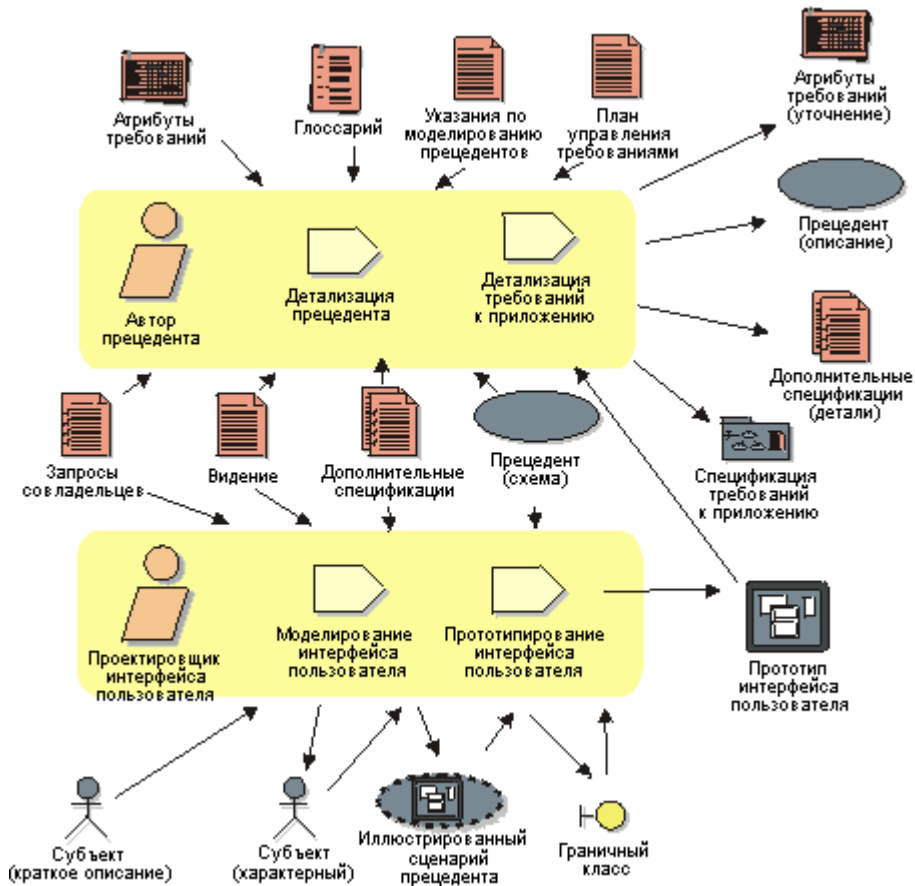 Атрибуты
требований
Глоссарий
Указания по
моделированию
прецедентов
План
управления
требованиями
Атрибуты
требований
(уточнение)
Прецедент
(описание)
Автор
прецедента
Детализация
прецедента
Детализация
требований
к приложению
Дополнительные
спецификации
(детали)
Запросы
совладельцев
Видение
Дополнительные
спецификации
Прецедент
(схема)
Спецификация
требований
к приложению
Проектировщик
интерфейса
пользователя
Моделирование
интерфейса
пользователя
Прототипирование
интерфейса
пользователя
Прототип
интерфейса
пользователя
Субъект
(краткое описание)
Субъект
(характерный)
Иллюстрированный
сценарий
прецедента
Граничный
класс